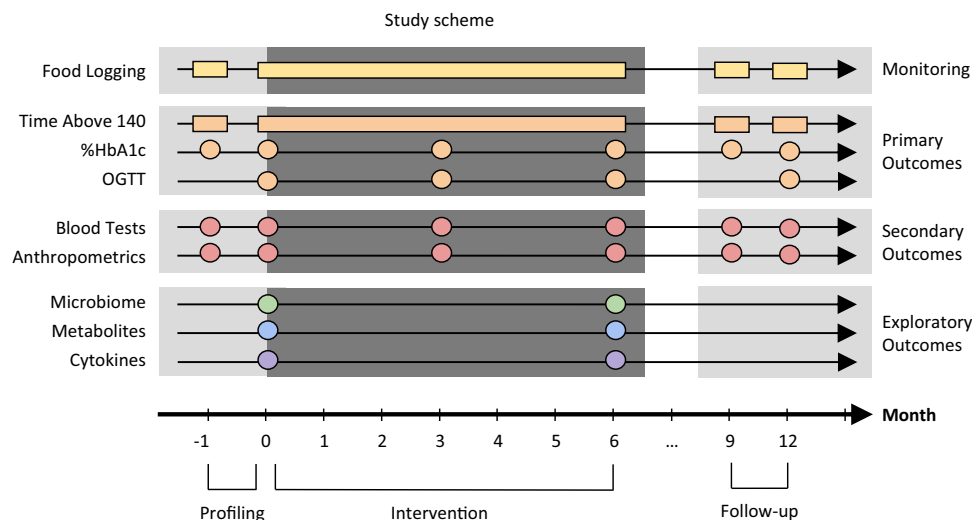 Study scheme
Food Logging
Monitoring
Time Above 140
%HbA1c
OGTT
Primary
Outcomes
Blood Tests
Anthropometrics
Secondary
Outcomes
Microbiome
Metabolites
Cytokines
Exploratory
Outcomes
Month
-1 0 1 2 3 4 5 6 ... 9 12
Profiling Intervention Follow-up